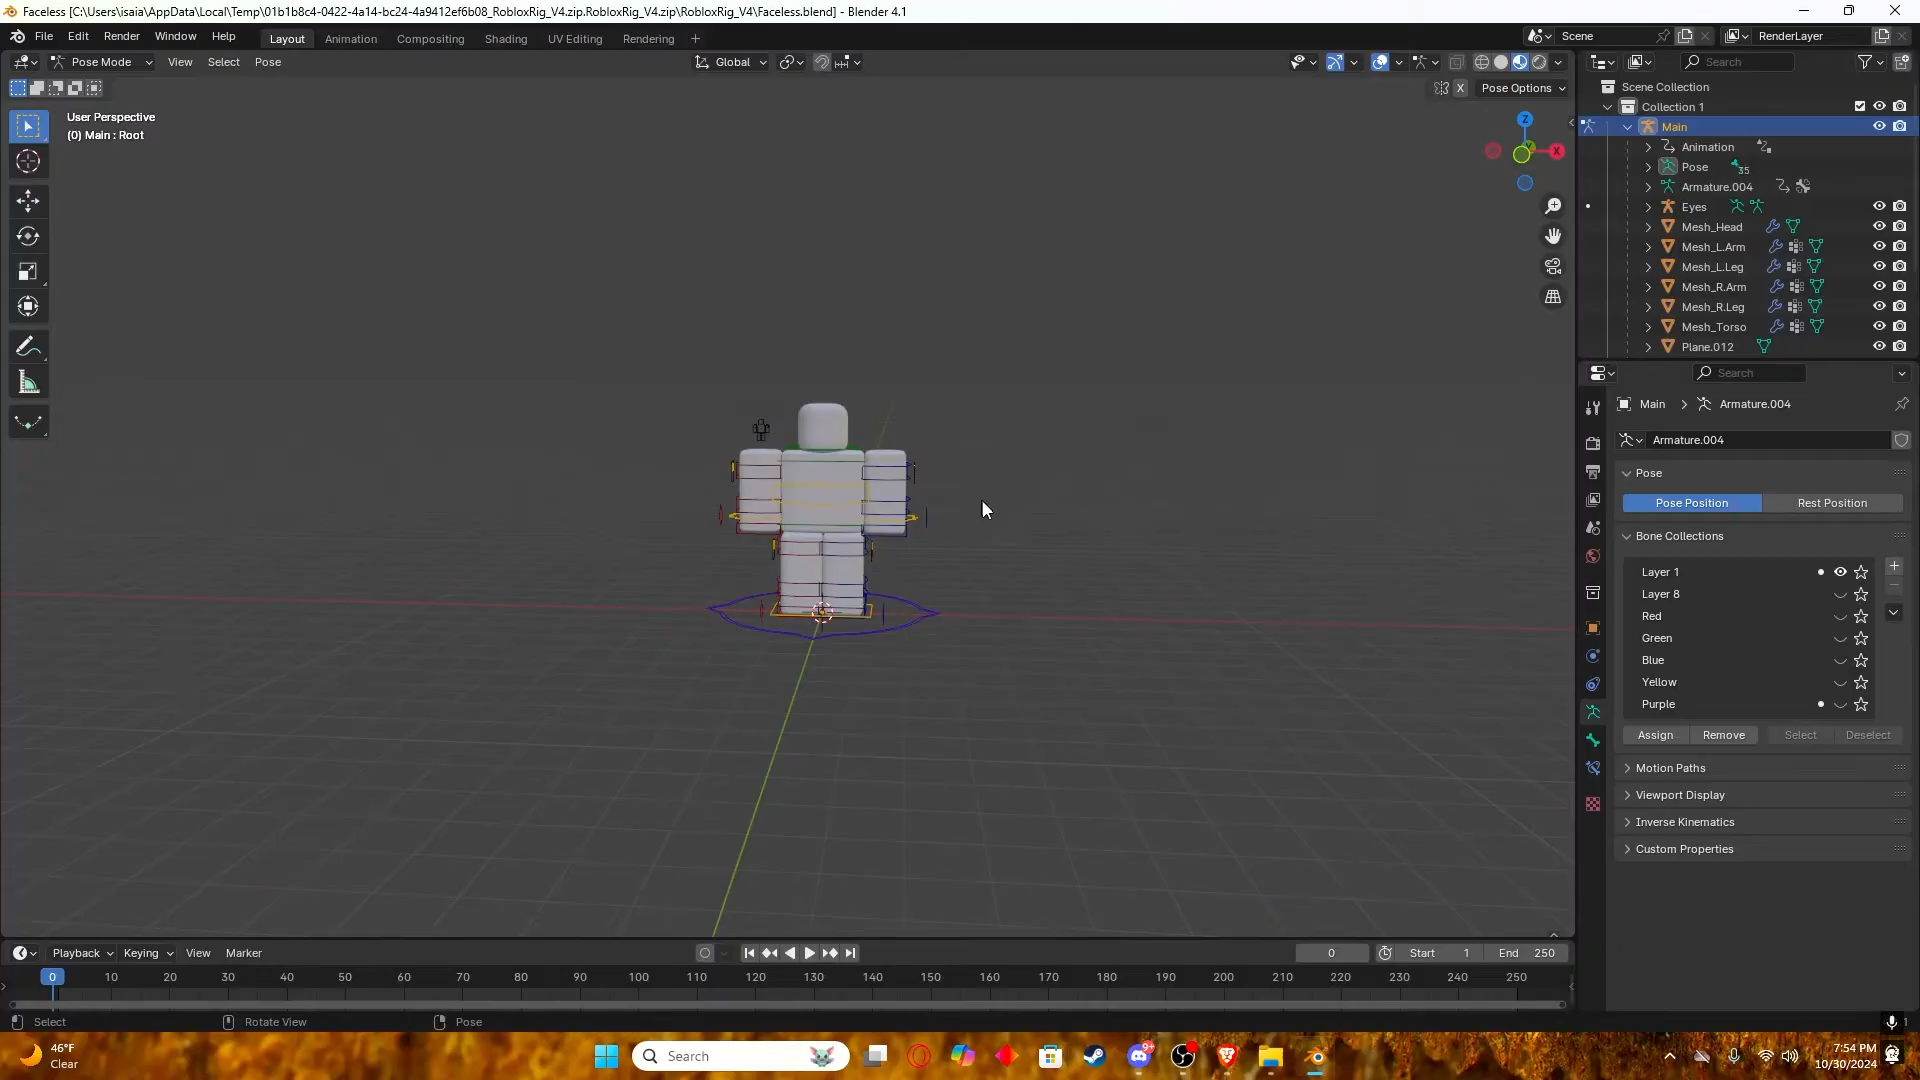 Faceless [C:\Users\isaia\AppData\Local\Temp\01b1b8c4-0422-4a14-bc24-4a9412ef6b08_RobloxRig_V4.zip.RobloxRig_V4.zip\RobloxRig_V4\Faceless.blend] - Blender 4.1
File Edit Render Window Help Layout Animation Compositing Shading UV Editing Rendering + Scene RenderLayer
Pose Mode View Select Pose Global Search
X Pose Options
Scene Collection
Collection 1
User Perspective
(0) Main : Root
Z
X
Main
Animation
Pose 35
Armature.004
Eyes
Mesh_Head
Mesh_L.Arm
Mesh_L.Leg
Mesh_R.Arm
Mesh_R.Leg
Mesh_Torso
Plane.012
Search
Main > Armature.004
Armature.004
Pose
Pose Position Rest Position
Bone Collections
Layer 1
Layer 8
Red
Green
Blue
Yellow
Purple
Assign Remove Select Deselect
Motion Paths
Viewport Display
Inverse Kinematics
Custom Properties
Playback Keying View Marker 0 Start 1 End 250
0 10 20 30 40 50 60 70 80 90 100 110 120 130 140 150 160 170 180 190 200 210 220 230 240 250
Select Rotate View Pose 1
46°F
Clear
Search
9+
7:54 PM
10/30/2024